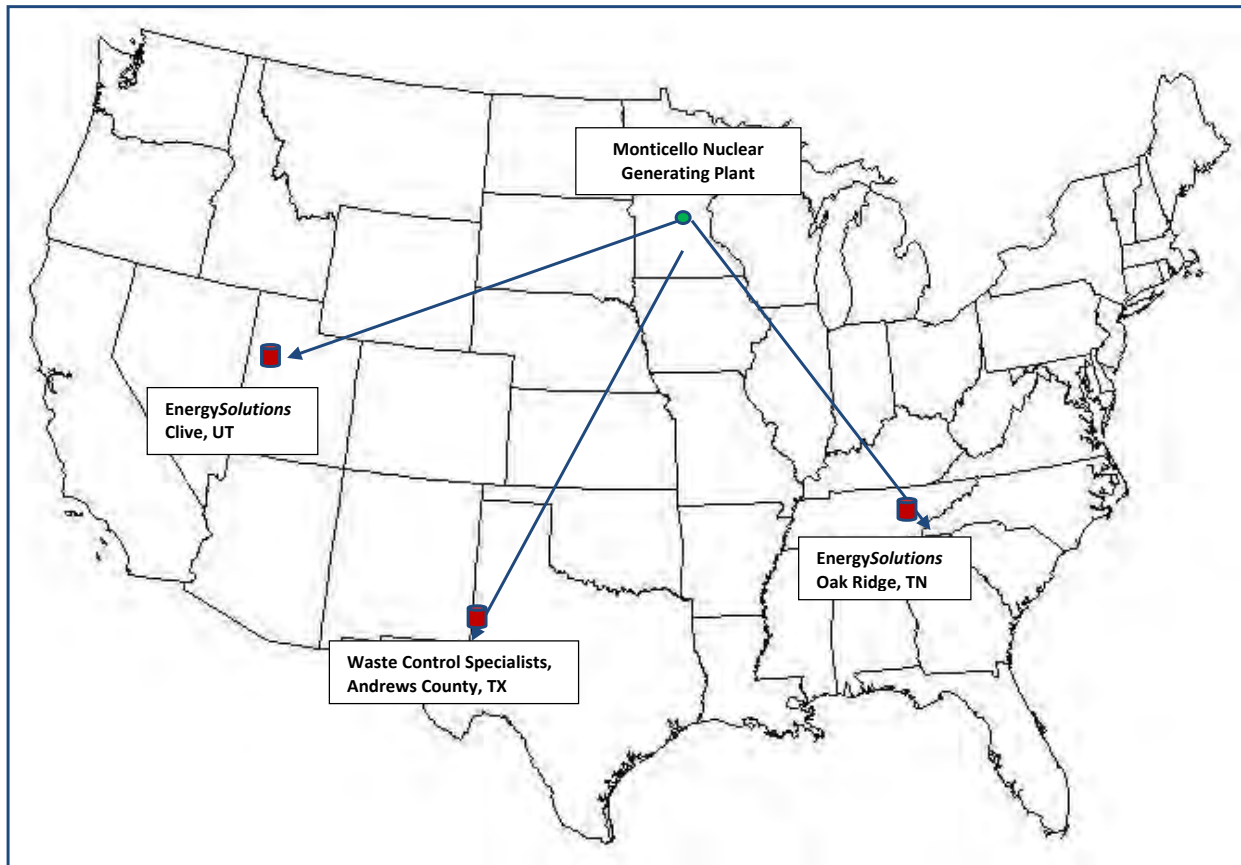 Monticello Nuclear
Generating Plant
EnergySolutions
Clive, UT
EnergySolutions
Oak Ridge, TN
Waste Control Specialists,
Andrews County, TX